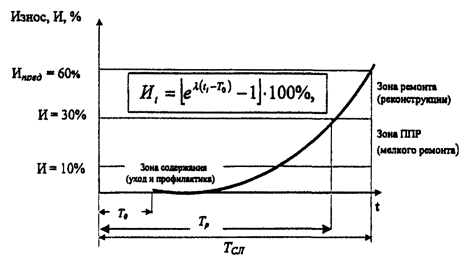 Износ, И, %
Ипред = 60%
Иᵢ = [e^λ(tᵢ−T₀) −1]·100%,
Зона ремонта
(реконструкции)
И = 30%
Зона ППР
(мелкого ремонта)
И = 10%
Зона содержания
(уход и профилактика)
t
T₀
Tр
TСЛ